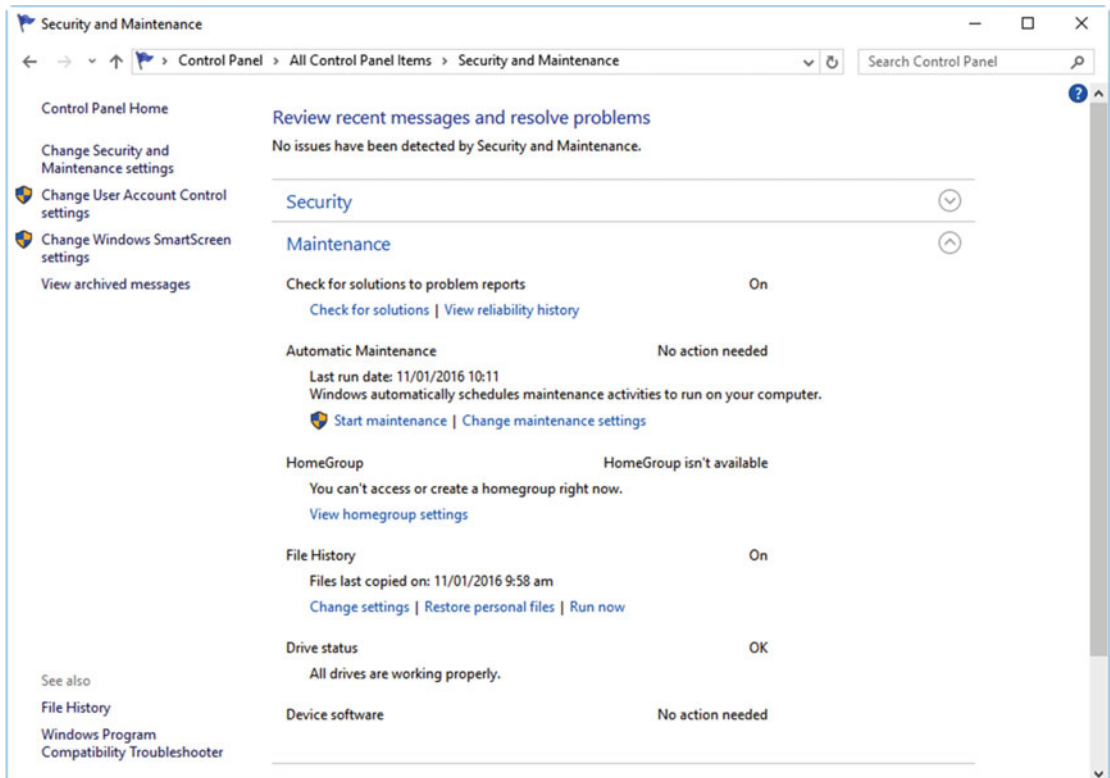 Security and Maintenance
Control Panel > All Control Panel Items > Security and Maintenance
Search Control Panel
Control Panel Home
Change Security and
Maintenance settings
Change User Account Control
settings
Change Windows SmartScreen
settings
View archived messages
See also
File History
Windows Program
Compatibility Troubleshooter
?
Review recent messages and resolve problems
No issues have been detected by Security and Maintenance.
Security
Maintenance
Check for solutions to problem reports On
Check for solutions | View reliability history
Automatic Maintenance No action needed
Last run date: 11/01/2016 10:11
Windows automatically schedules maintenance activities to run on your computer.
Start maintenance | Change maintenance settings
HomeGroup HomeGroup isn't available
You can't access or create a homegroup right now.
View homegroup settings
File History On
Files last copied on: 11/01/2016 9:58 am
Change settings | Restore personal files | Run now
Drive status OK
All drives are working properly.
Device software No action needed